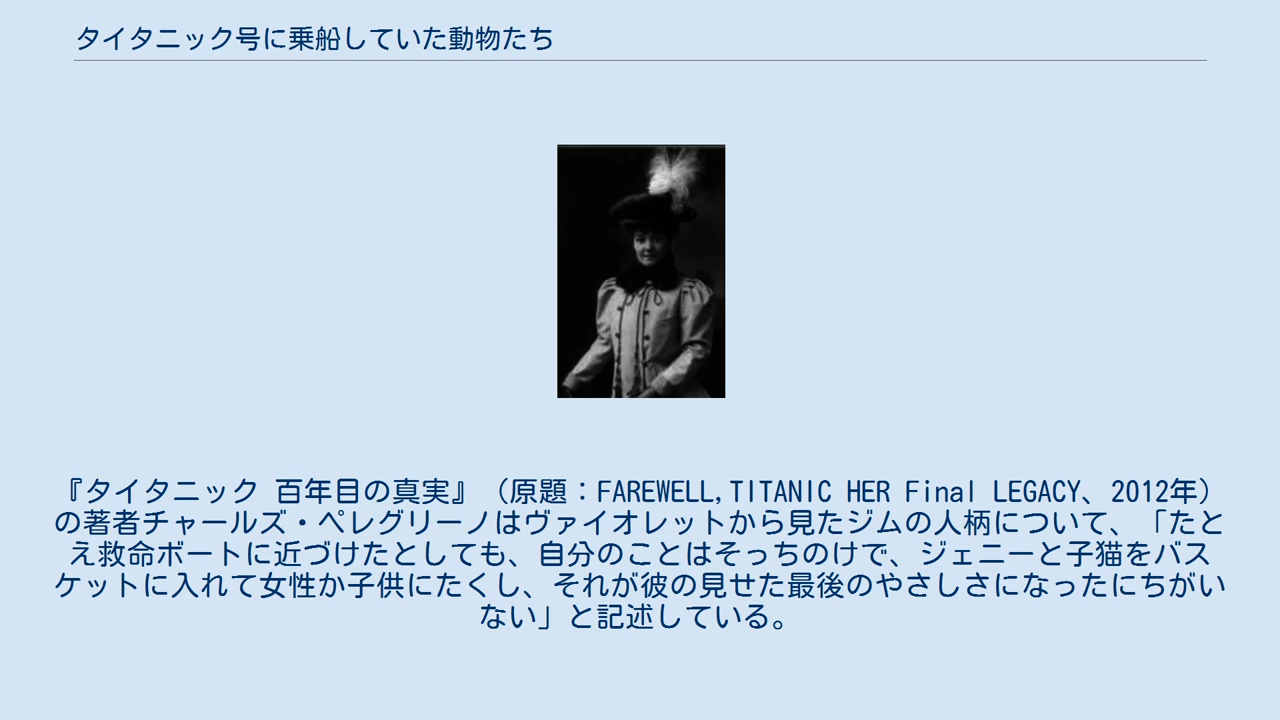 タイタニック号に乗船していた動物たち
『タイタニック 百年目の真実』（原題：FAREWELL,TITANIC HER Final LEGACY、2012年）
の著者チャールズ・ペレグリーノはヴァイオレットから見たジムの人柄について、「たと
え救命ボートに近づけたとしても、自分のことはそっちのけで、ジェニーと子猫をバス
ケットに入れて女性か子供にたくし、それが彼の見せた最後のやさしさになったにちがい
ない」と記述している。